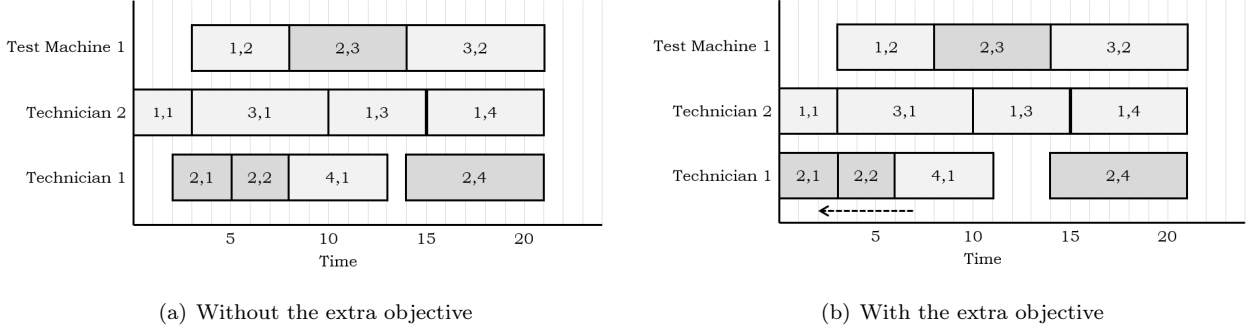 Test Machine 1 1,2 2,3 3,2
Technician 2 1,1 3,1 1,3 1,4
Technician 1 2,1 2,2 4,1 2,4
5 10 15 20
Time
(a) Without the extra objective
Test Machine 1 1,2 2,3 3,2
Technician 2 1,1 3,1 1,3 1,4
Technician 1 2,1 2,2 4,1 2,4
5 10 15 20
Time
(b) With the extra objective